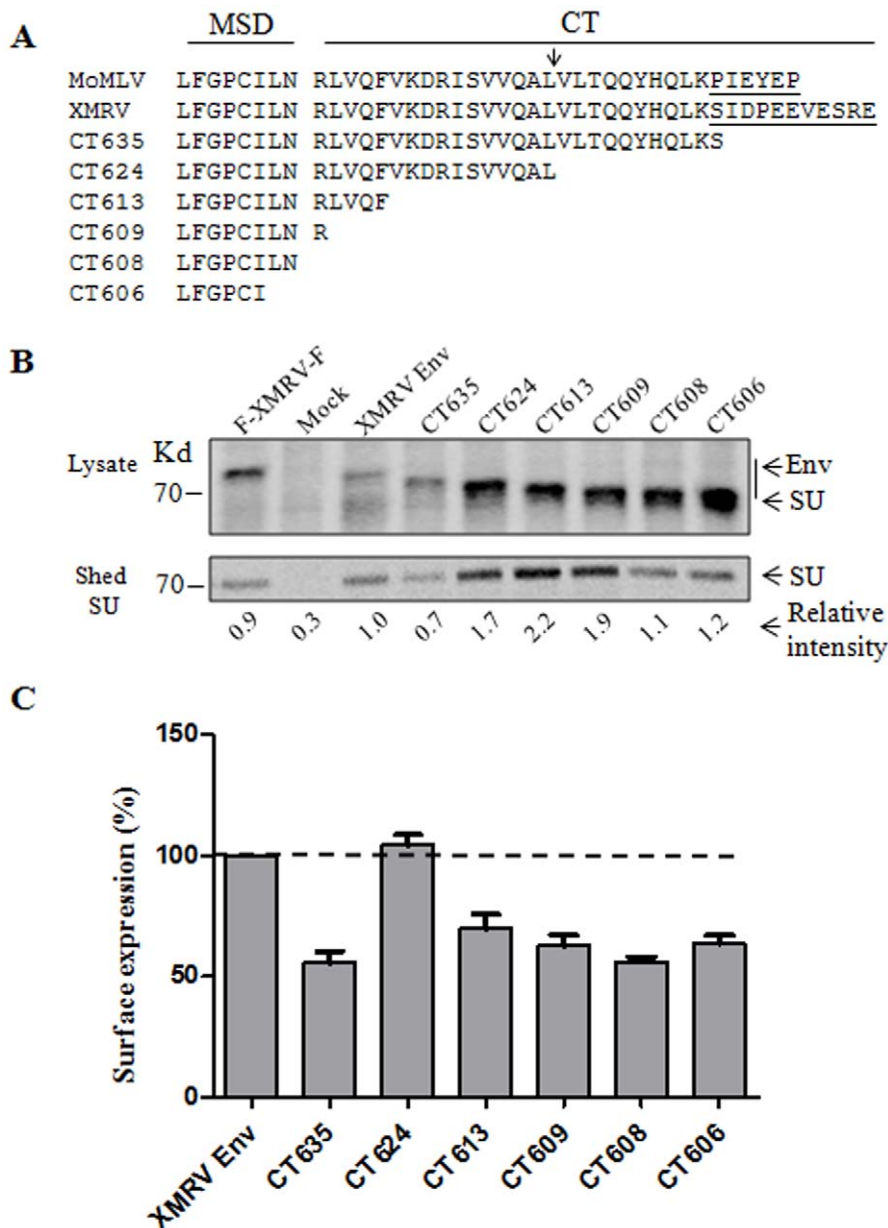 A
MSD CT
MoMLV LFGPCILN RLVQFVKDRISVVQALVLTQQYHQLKPIEYEP
XMRV LFGPCILN RLVQFVKDRISVVQALVLTQQYHQLKSIDPEEVESRE
CT635 LFGPCILN RLVQFVKDRISVVQALVLTQQYHQLKS
CT624 LFGPCILN RLVQFVKDRISVVQAL
CT613 LFGPCILN RLVQF
CT609 LFGPCILN R
CT608 LFGPCILN
CT606 LFGPCI
B
F-XMRV-F Mock XMRV Env CT635 CT624 CT613 CT609 CT608 CT606
Lysate Kd Env
70 SU
Shed SU 70 SU
0.9 0.3 1.0 0.7 1.7 2.2 1.9 1.1 1.2 Relative intensity
C
Surface expression (%)
150
100
50
0
XMRV Env CT635 CT624 CT613 CT609 CT608 CT606